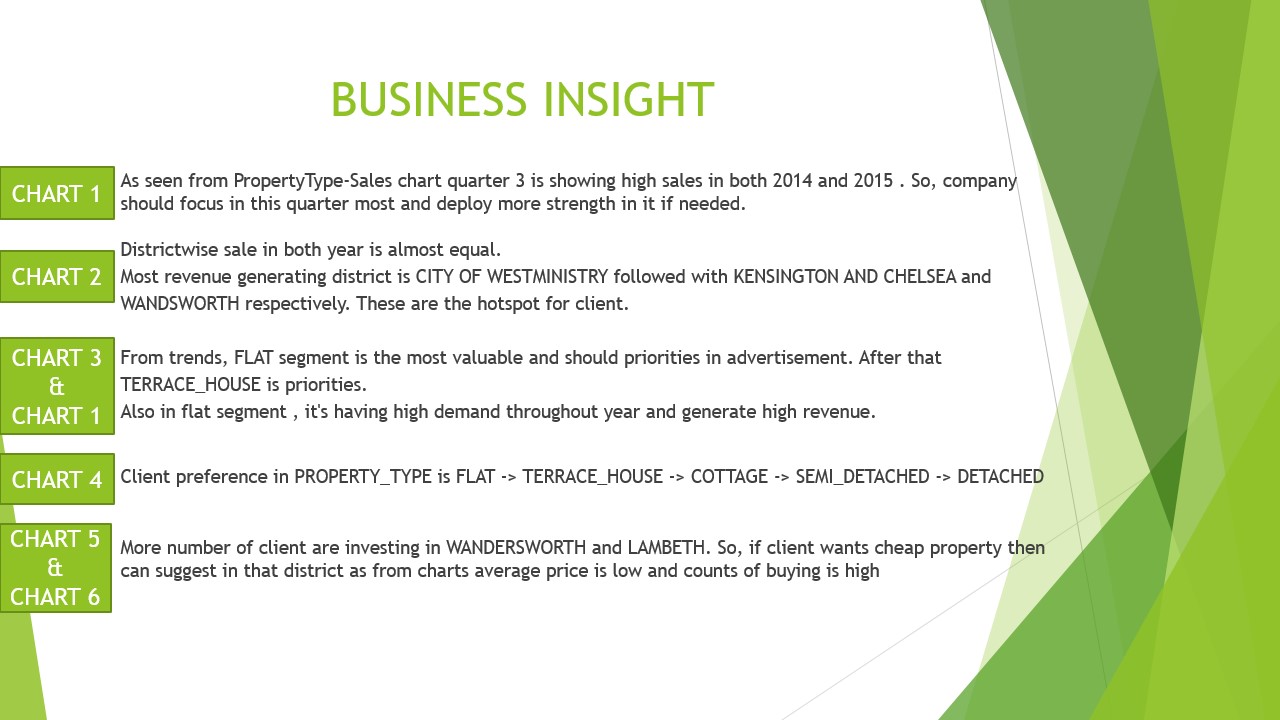 BUSINESS INSIGHT
CHART 1
As seen from PropertyType-Sales chart quarter 3 is showing high sales in both 2014 and 2015 . So, company
should focus in this quarter most and deploy more strength in it if needed.
CHART 2
Districtwise sale in both year is almost equal.
Most revenue generating district is CITY OF WESTMINISTRY followed with KENSINGTON AND CHELSEA and
WANDSWORTH respectively. These are the hotspot for client.
CHART 3
&
CHART 1
From trends, FLAT segment is the most valuable and should priorities in advertisement. After that
TERRACE_HOUSE is priorities.
Also in flat segment , it's having high demand throughout year and generate high revenue.
CHART 4
Client preference in PROPERTY_TYPE is FLAT -> TERRACE_HOUSE -> COTTAGE -> SEMI_DETACHED -> DETACHED
CHART 5
&
CHART 6
More number of client are investing in WANDERSWORTH and LAMBETH. So, if client wants cheap property then
can suggest in that district as from charts average price is low and counts of buying is high